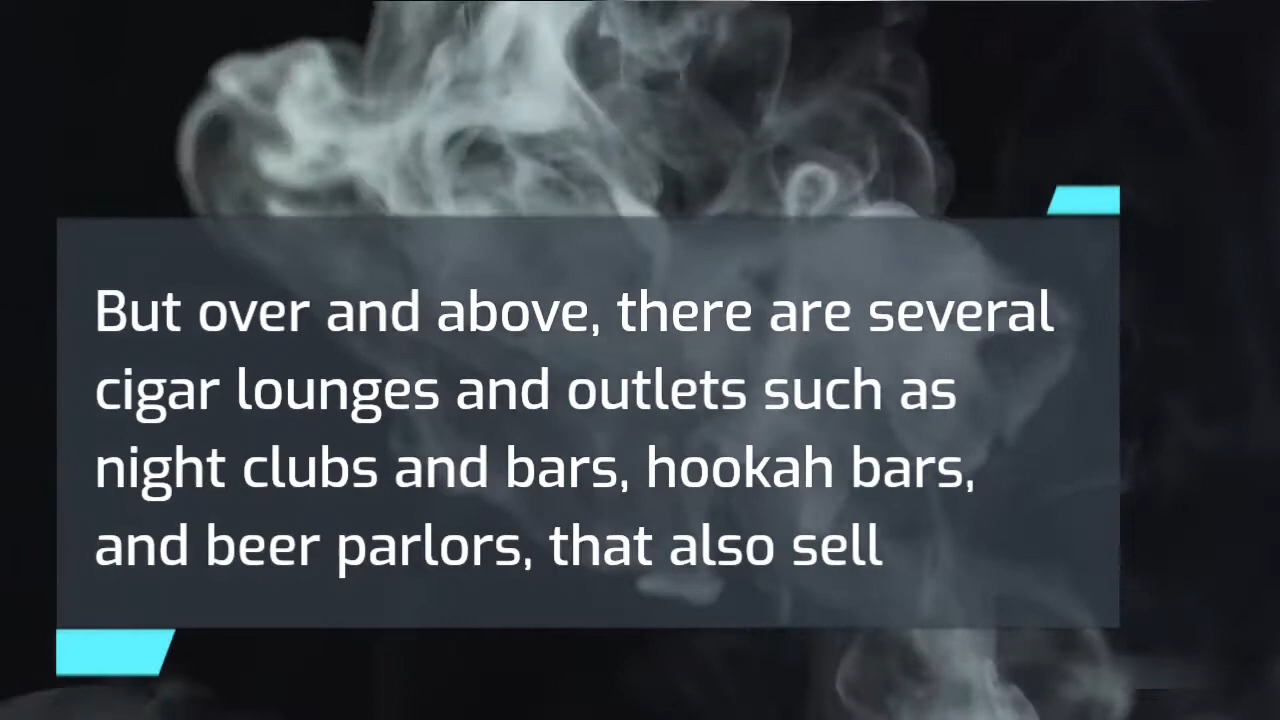 But over and above, there are several
cigar lounges and outlets such as
night clubs and bars, hookah bars,
and beer parlors, that also sell